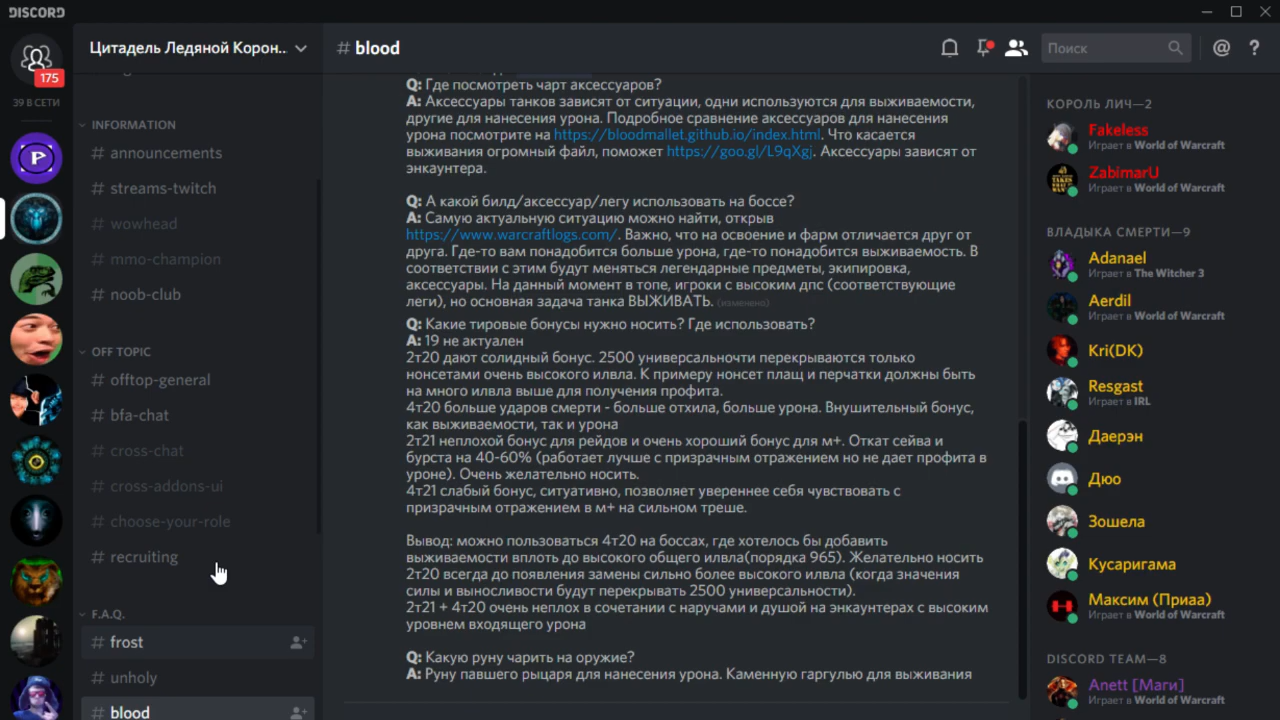 DISCORD
175
39 В СЕТИ
Цитадель Ледяной Корон...
INFORMATION
# announcements
# streams-twitch
# wowhead
# mmo-champion
# noob-club
OFF TOPIC
# offtop-general
# bfa-chat
# cross-chat
# cross-addons-ui
# choose-your-role
# recruiting
F.A.Q.
# frost
# unholy
# blood
# blood
Поиск
Q: Где посмотреть чарт аксессуаров?
A: Аксессуары танков зависят от ситуации, одни используются для выживаемости,
другие для нанесения урона. Подробное сравнение аксессуаров для нанесения
урона посмотрите на https://bloodmallet.github.io/index.html. Что касается
выживания огромный файл, поможет https://goo.gl/L9qXgj. Аксессуары зависят от
энкаунтера.
Q: А какой билд/аксессуар/легу использовать на боссе?
A: Самую актуальную ситуацию можно найти, открыв
https://www.warcraftlogs.com/. Важно, что на освоение и фарм отличается друг от
друга. Где-то вам понадобится больше урона, где-то понадобится выживаемость. В
соответствии с этим будут меняться легендарные предметы, экипировка,
аксессуары. На данный момент в топе, игроки с высоким дпс (соответствующие
леги), но основная задача танка ВЫЖИВАТЬ. (изменено)
Q: Какие тировые бонусы нужно носить? Где использовать?
A: 19 не актуален
2т20 дают солидный бонус. 2500 универсальночти перекрываются только
нонсетами очень высокого илвла. К примеру нонсет плащ и перчатки должны быть
на много илвла выше для получения профита.
4т20 больше ударов смерти - больше отхила, больше урона. Внушительный бонус,
как выживаемости, так и урона
2т21 неплохой бонус для рейдов и очень хороший бонус для м+. Откат сейва и
бурста на 40-60% (работает лучше с призрачным отражением но не дает профита в
уроне). Очень желательно носить.
4т21 слабый бонус, ситуативно, позволяет увереннее себя чувствовать с
призрачным отражением в м+ на сильном треше.
Вывод: можно пользоваться 4т20 на боссах, где хотелось бы добавить
выживаемости вплоть до высокого общего илвла(порядка 965). Желательно носить
2т20 всегда до появления замены сильно более высокого илвла (когда значения
силы и выносливости будут перекрывать 2500 универсальности).
2т21 + 4т20 очень неплох в сочетании с наручами и душой на энкаунтерах с высоким
уровнем входящего урона
Q: Какую руну чарить на оружие?
A: Руну павшего рыцаря для нанесения урона. Каменную гаргулью для выживания
КОРОЛЬ ЛИЧ—2
Fakeless
Играет в World of Warcraft
ZabimarU
Играет в World of Warcraft
ВЛАДЫКА СМЕРТИ—9
Adanael
Играет в The Witcher 3
Aerdil
Играет в World of Warcraft
Kri(DK)
Resgast
Играет в IRL
Даерэн
Дюо
Зошела
Кусаригама
Максим (Приаа)
Играет в World of Warcraft
DISCORD TEAM—8
Anett [Маги]
Играет в World of Warcraft